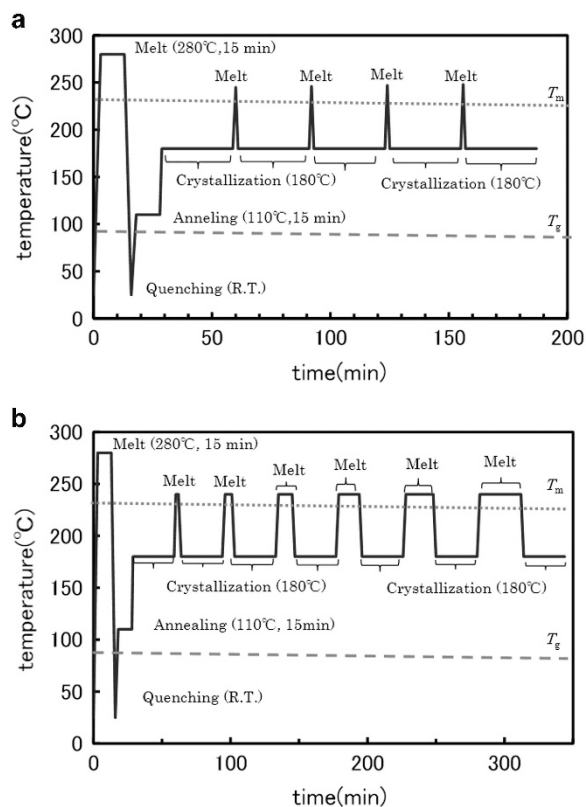 a
300
250
200
150
100
50
0
temperature(℃)
Melt (280℃,15 min)
Melt Melt Melt Melt
Tm
Crystallization (180℃) Crystallization (180℃)
Anneling (110℃,15 min)
Tg
Quenching (R.T.)
0 50 100 150 200
time(min)
b
300
250
200
150
100
50
0
temperature(℃)
Melt (280℃, 15 min)
Melt Melt Melt Melt Melt Melt
Tm
Crystallization (180℃) Crystallization (180℃)
Annealing (110℃, 15min)
Tg
Quenching (R.T.)
0 100 200 300
time(min)